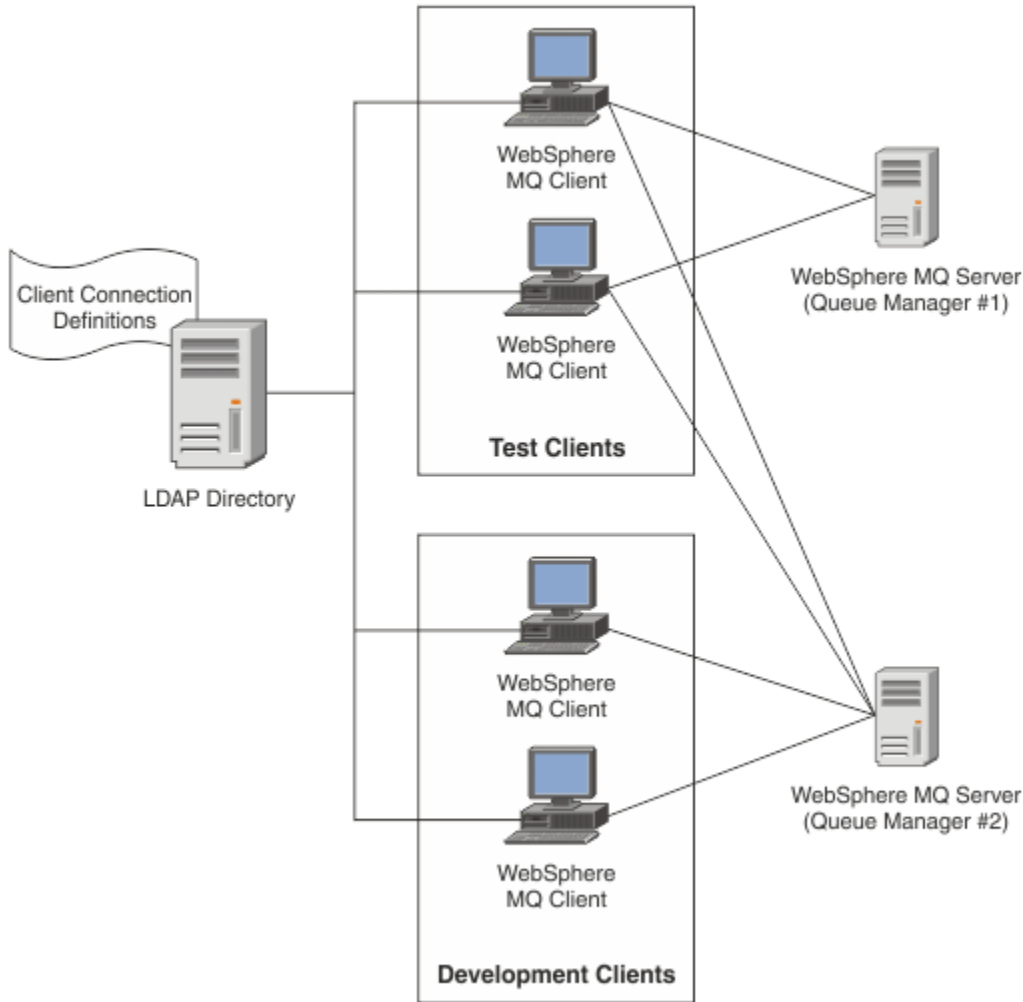 WebSphere
MQ Client
WebSphere
MQ Client
Test Clients
Client Connection
Definitions
LDAP Directory
WebSphere MQ Server
(Queue Manager #1)
WebSphere
MQ Client
WebSphere
MQ Client
Development Clients
WebSphere MQ Server
(Queue Manager #2)